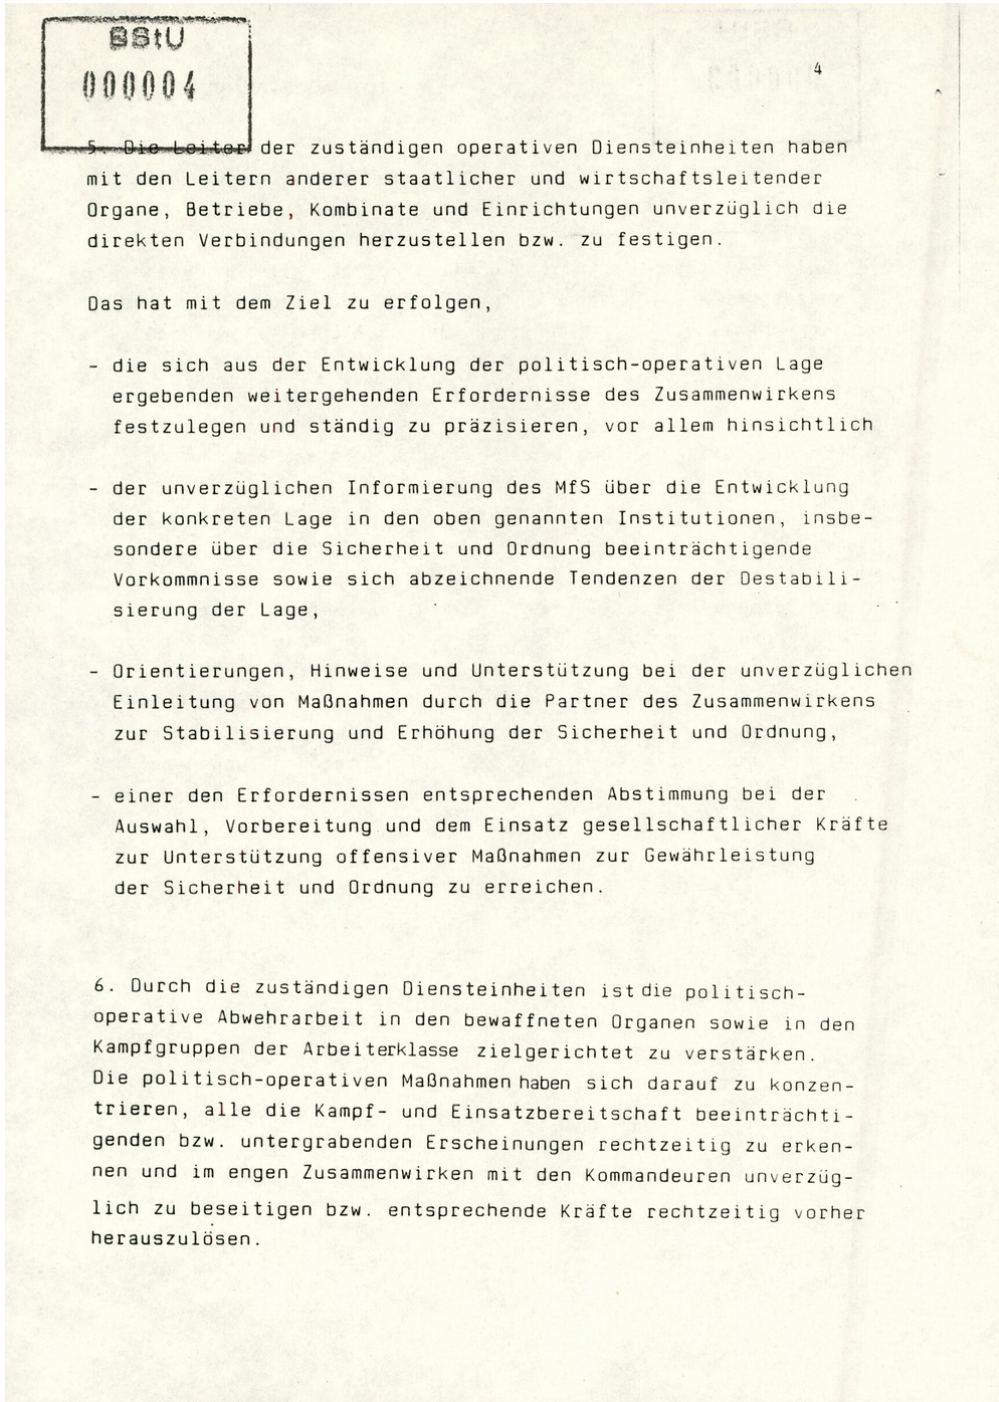 BStU
000004
4
5. Die Leiter der zuständigen operativen Diensteinheiten haben
mit den Leitern anderer staatlicher und wirtschaftsleitender
Organe, Betriebe, Kombinate und Einrichtungen unverzüglich die
direkten Verbindungen herzustellen bzw. zu festigen.
Das hat mit dem Ziel zu erfolgen,
- die sich aus der Entwicklung der politisch-operativen Lage
ergebenden weitergehenden Erfordernisse des Zusammenwirkens
festzulegen und ständig zu präzisieren, vor allem hinsichtlich
- der unverzüglichen Informierung des MfS über die Entwicklung
der konkreten Lage in den oben genannten Institutionen, insbe-
sondere über die Sicherheit und Ordnung beeinträchtigende
Vorkommnisse sowie sich abzeichnende Tendenzen der Destabili-
sierung der Lage,
- Orientierungen, Hinweise und Unterstützung bei der unverzüglichen
Einleitung von Maßnahmen durch die Partner des Zusammenwirkens
zur Stabilisierung und Erhöhung der Sicherheit und Ordnung,
- einer den Erfordernissen entsprechenden Abstimmung bei der
Auswahl, Vorbereitung und dem Einsatz gesellschaftlicher Kräfte
zur Unterstützung offensiver Maßnahmen zur Gewährleistung
der Sicherheit und Ordnung zu erreichen.
6. Durch die zuständigen Diensteinheiten ist die politisch-
operative Abwehrarbeit in den bewaffneten Organen sowie in den
Kampfgruppen der Arbeiterklasse zielgerichtet zu verstärken.
Die politisch-operativen Maßnahmen haben sich darauf zu konzen-
trieren, alle die Kampf- und Einsatzbereitschaft beeinträchti-
genden bzw. untergrabenden Erscheinungen rechtzeitig zu erken-
nen und im engen Zusammenwirken mit den Kommandeuren unverzüg-
lich zu beseitigen bzw. entsprechende Kräfte rechtzeitig vorher
herauszulösen.